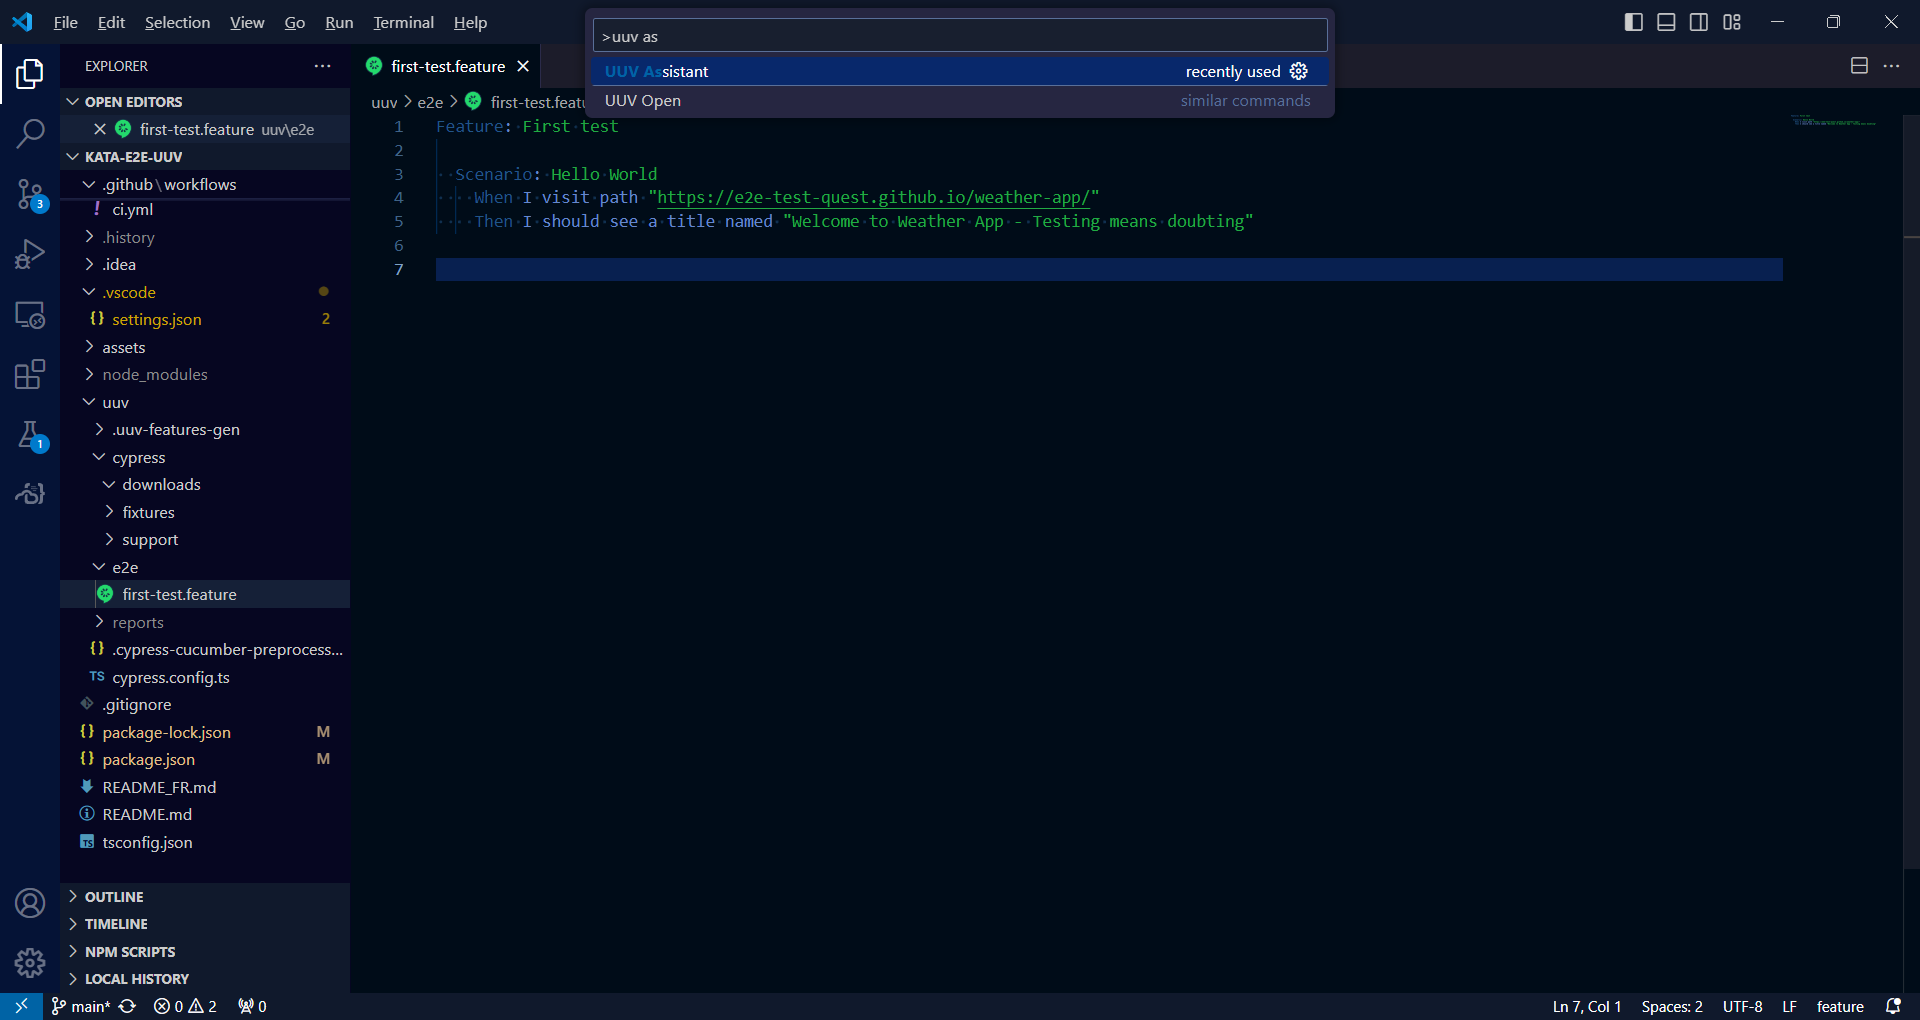 File Edit Selection View Go Run Terminal Help
>uuv as
UUV Assistant recently used
UUV Open similar commands
EXPLORER
OPEN EDITORS
first-test.feature uuv\e2e
KATA-E2E-UUV
.github\workflows
! ci.yml
.history
.idea
.vscode
{} settings.json 2
assets
node_modules
uuv
.uuv-features-gen
cypress
downloads
fixtures
support
e2e
first-test.feature
reports
{} .cypress-cucumber-preprocess...
TS cypress.config.ts
.gitignore
{} package-lock.json M
{} package.json M
README_FR.md
README.md
TS tsconfig.json
OUTLINE
TIMELINE
NPM SCRIPTS
LOCAL HISTORY
3
1
first-test.feature
uuv > e2e > first-test.featu
1 Feature: First test
2
3 Scenario: Hello World
4 When I visit path "https://e2e-test-quest.github.io/weather-app/"
5 Then I should see a title named "Welcome to Weather App - Testing means doubting"
6
7
main* 0 2 0
Ln 7, Col 1 Spaces: 2 UTF-8 LF feature